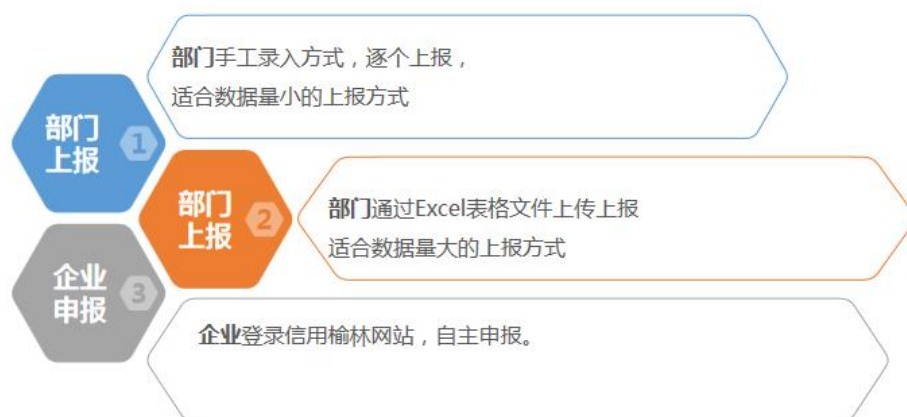 部门手工录入方式，逐个上报，
适合数据量小的上报方式
部门
上报
1
部门
上报
2
部门通过Excel表格文件上传上报
适合数据量大的上报方式
企业
申报
3
企业登录信用榆林网站，自主申报。